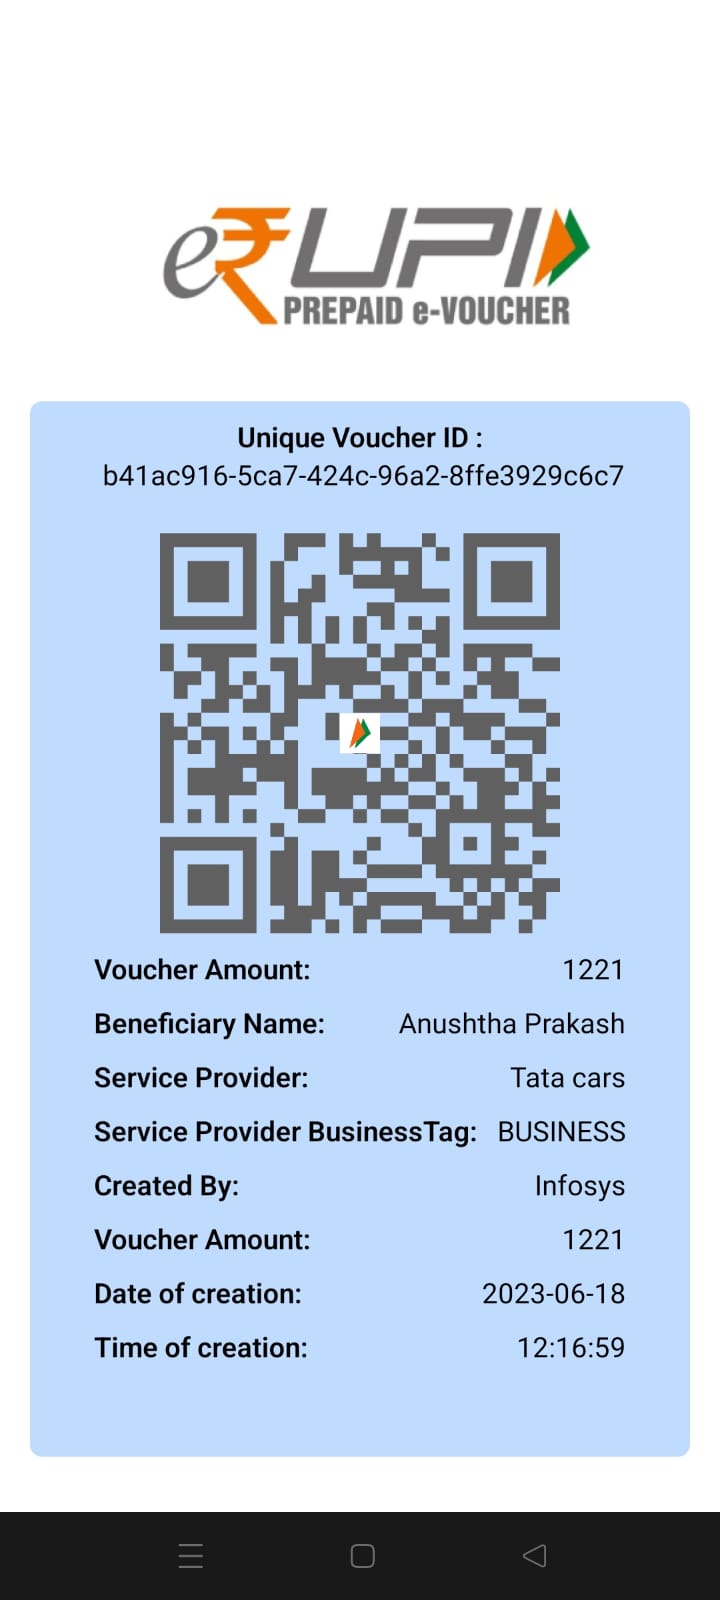 e₹UPI
PREPAID e-VOUCHER
Unique Voucher ID :
b41ac916-5ca7-424c-96a2-8ffe3929c6c7
Voucher Amount: 1221
Beneficiary Name: Anushtha Prakash
Service Provider: Tata cars
Service Provider BusinessTag: BUSINESS
Created By: Infosys
Voucher Amount: 1221
Date of creation: 2023-06-18
Time of creation: 12:16:59